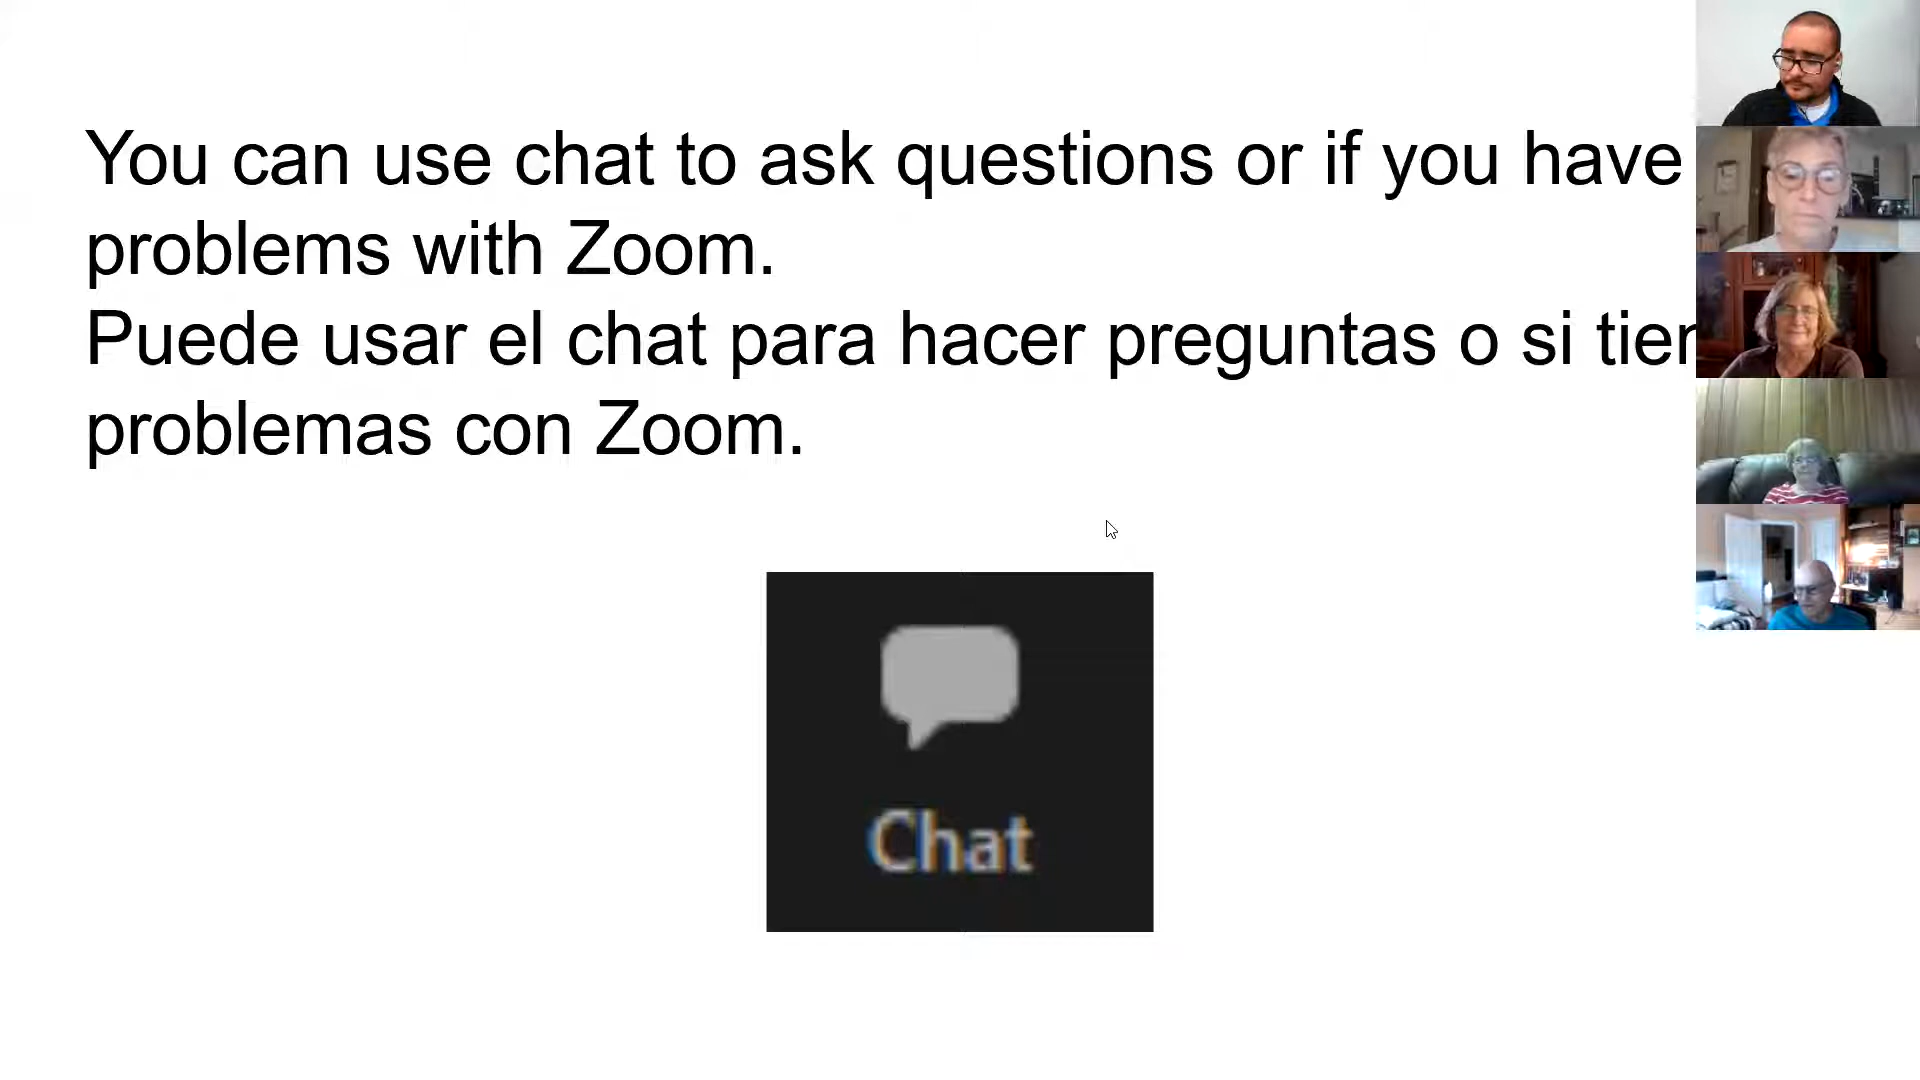 You can use chat to ask questions or if you have
problems with Zoom.
Puede usar el chat para hacer preguntas o si
problemas con Zoom.
Chat